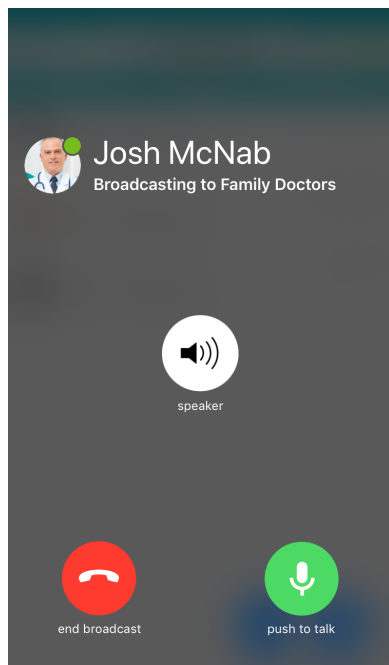 Josh McNab
Broadcasting to Family Doctors
speaker
end broadcast
push to talk